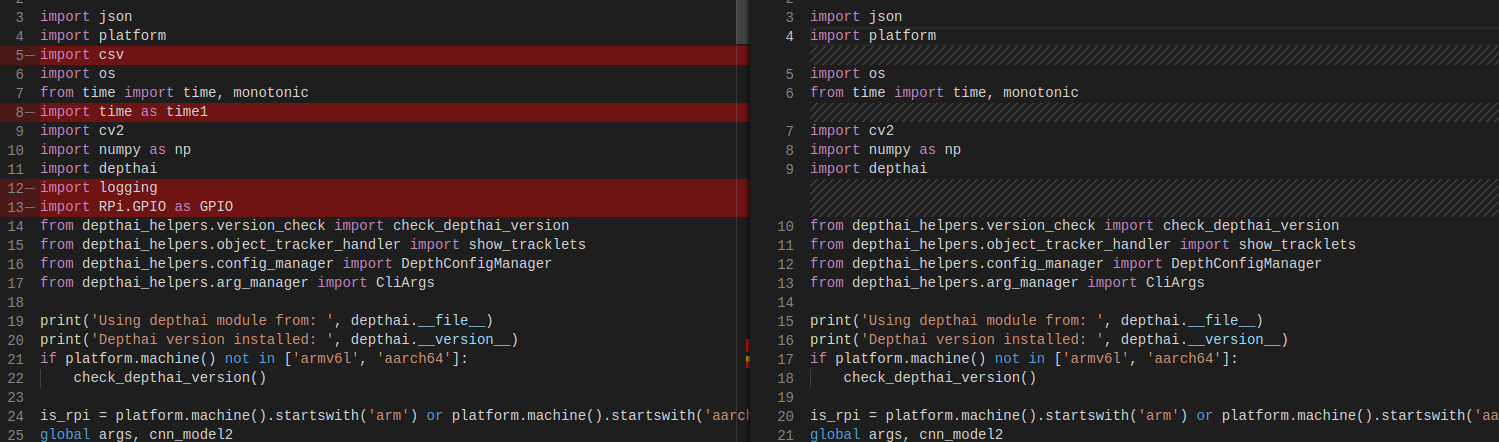 2
3 import json
4 import platform
5— import csv
6 import os
7 from time import time, monotonic
8— import time as time1
9 import cv2
10 import numpy as np
11 import depthai
12— import logging
13— import RPi.GPIO as GPIO
14 from depthai_helpers.version_check import check_depthai_version
15 from depthai_helpers.object_tracker_handler import show_tracklets
16 from depthai_helpers.config_manager import DepthConfigManager
17 from depthai_helpers.arg_manager import CliArgs
18
19 print('Using depthai module from: ', depthai.__file__)
20 print('Depthai version installed: ', depthai.__version__)
21 if platform.machine() not in ['armv6l', 'aarch64']:
22     check_depthai_version()
23
24 is_rpi = platform.machine().startswith('arm') or platform.machine().startswith('aarc
25 global args, cnn_model2
2
3 import json
4 import platform
5 import os
6 from time import time, monotonic
7 import cv2
8 import numpy as np
9 import depthai
10 from depthai_helpers.version_check import check_depthai_version
11 from depthai_helpers.object_tracker_handler import show_tracklets
12 from depthai_helpers.config_manager import DepthConfigManager
13 from depthai_helpers.arg_manager import CliArgs
14
15 print('Using depthai module from: ', depthai.__file__)
16 print('Depthai version installed: ', depthai.__version__)
17 if platform.machine() not in ['armv6l', 'aarch64']:
18     check_depthai_version()
19
20 is_rpi = platform.machine().startswith('arm') or platform.machine().startswith('aa
21 global args, cnn_model2